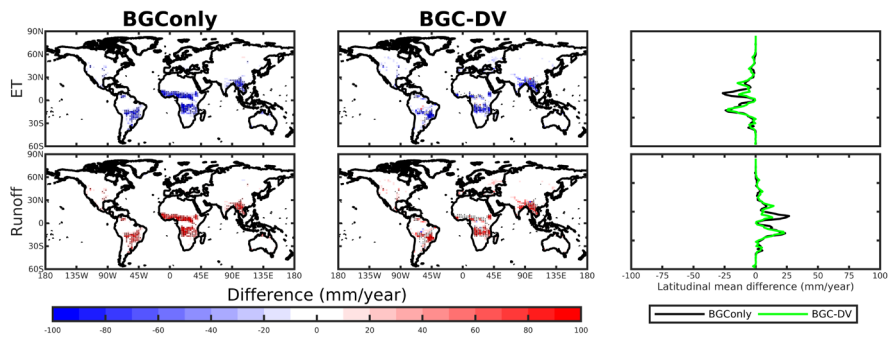 BGConly BGC-DV
90N
60N
30N
0
30S
60S
ET
90N
60N
30N
0
30S
60S
Runoff
180 135W 90W 45W 0 45E 90E 135E 180
180 135W 90W 45W 0 45E 90E 135E 180
-100 -75 -50 -25 0 25 50 75 100
Latitudinal mean difference (mm/year)
Difference (mm/year)
-100 -80 -60 -40 -20 0 20 40 60 80 100
BGConly BGC-DV